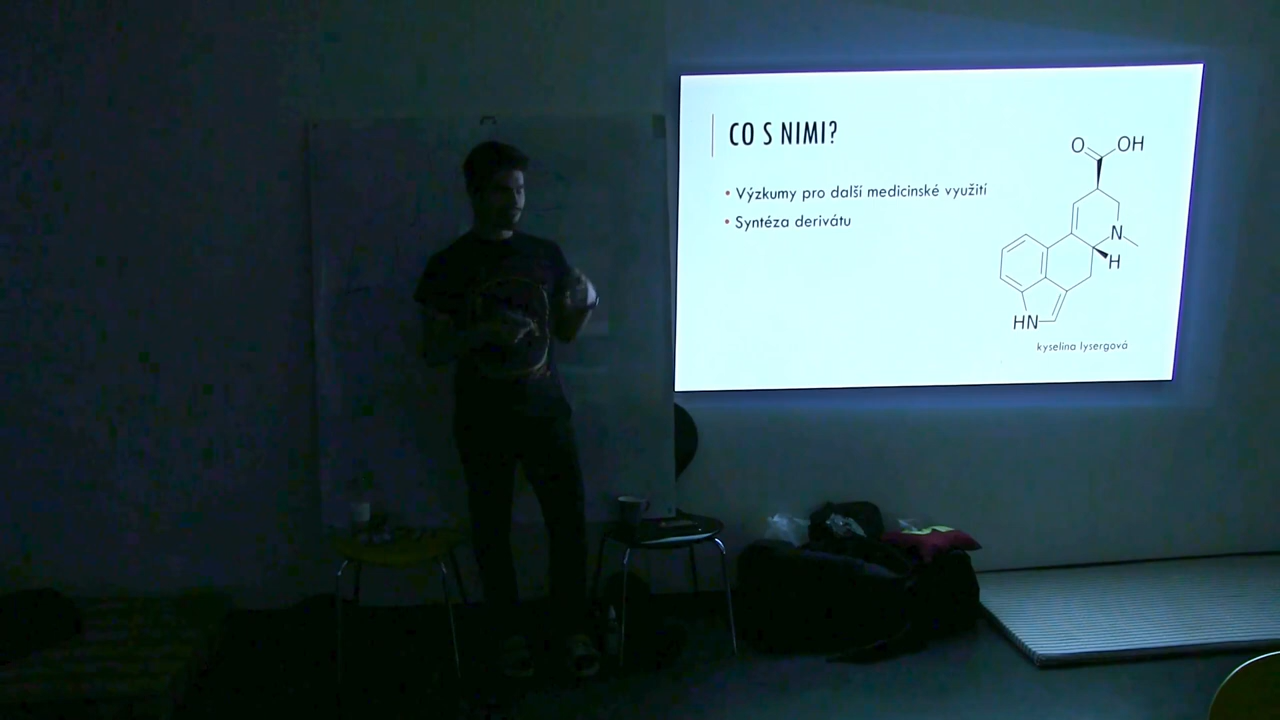 CO S NIMI?
• Výzkumy pro další medicinské využití
• Syntéza derivátu
O OH
N
H
HN
kyselina lysergová